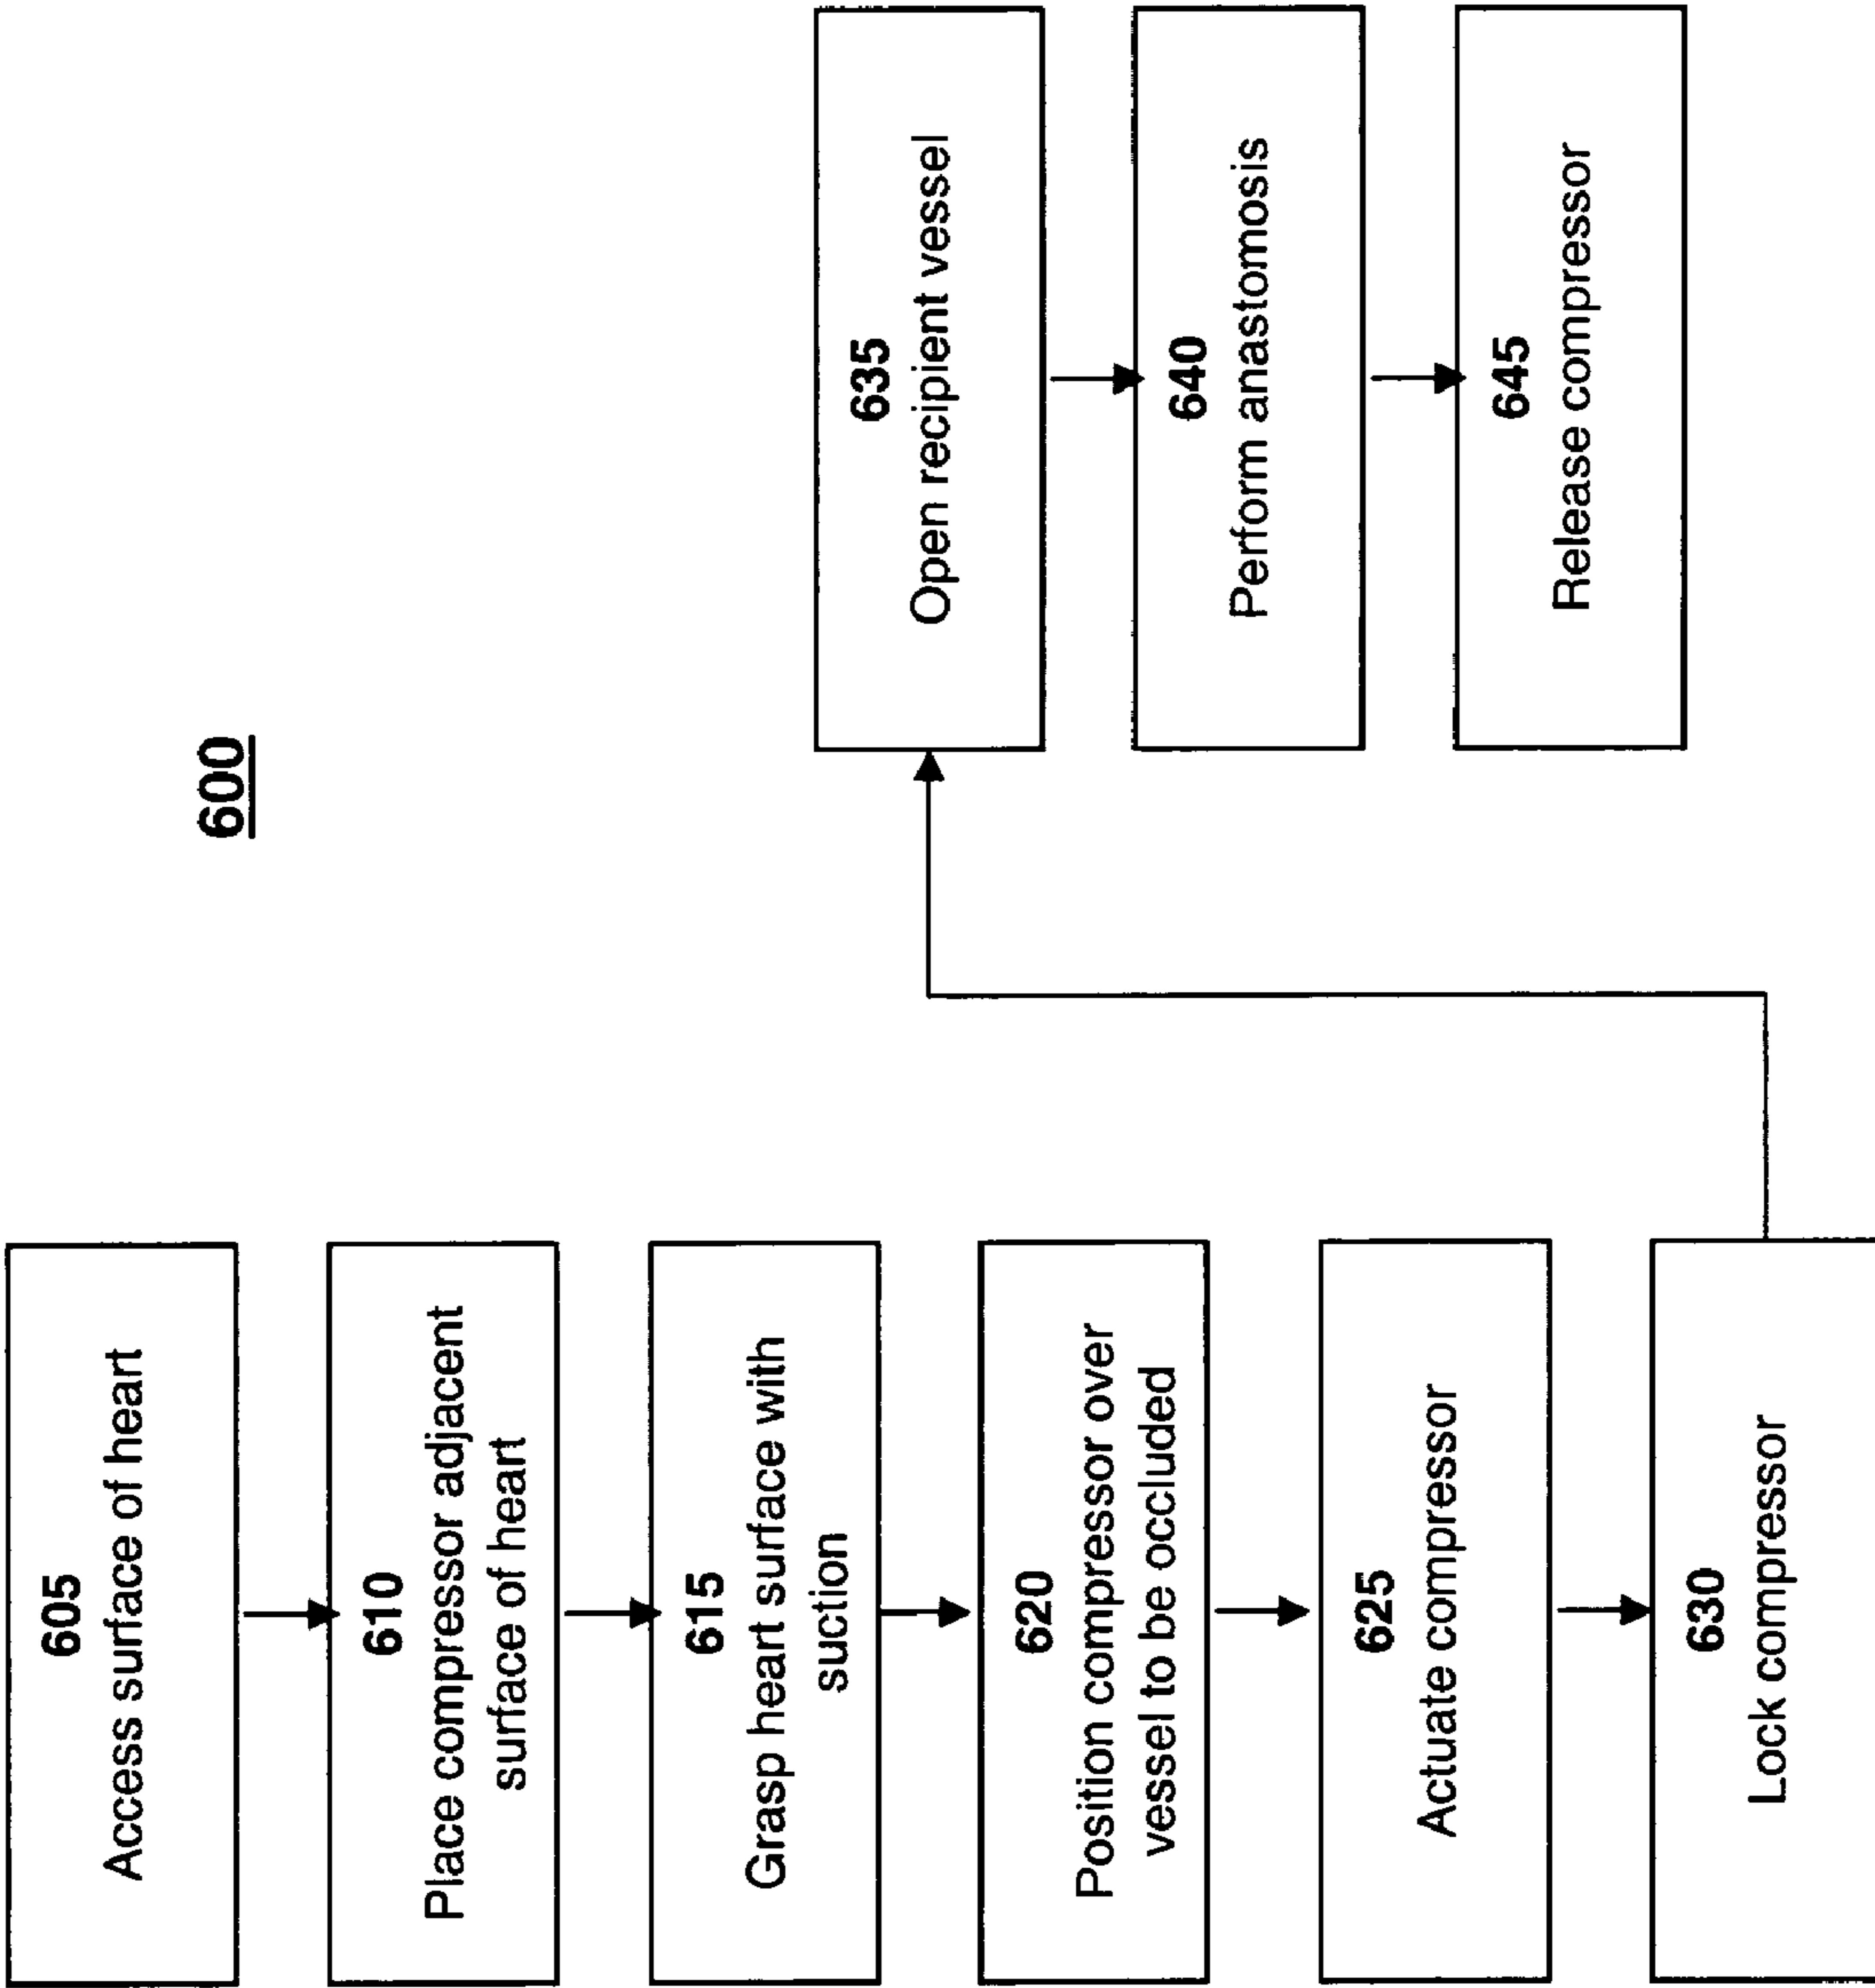 600
605
Access surface of heart
610
Place compressor adjacent
surface of heart
615
Grasp heart surface with
suction
620
Position compressor over
vessel to be occluded
625
Actuate compressor
630
Lock compressor
635
Open recipient vessel
640
Perform anastomosis
645
Release compressor